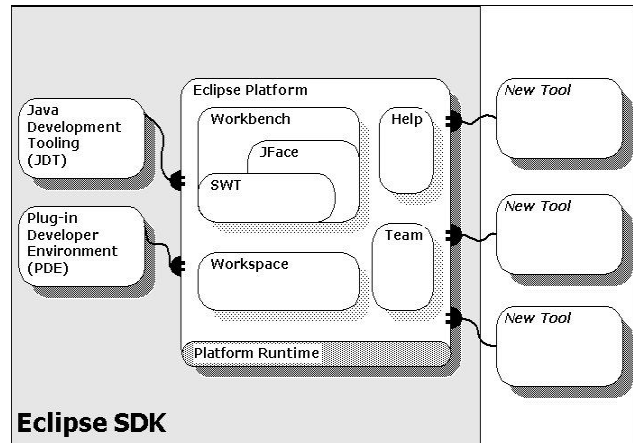 Eclipse Platform
Java
Development
Tooling
(JDT)
Workbench
JFace
SWT
Help
New Tool
Plug-in
Developer
Environment
(PDE)
Workspace
Team
New Tool
New Tool
Platform Runtime
Eclipse SDK